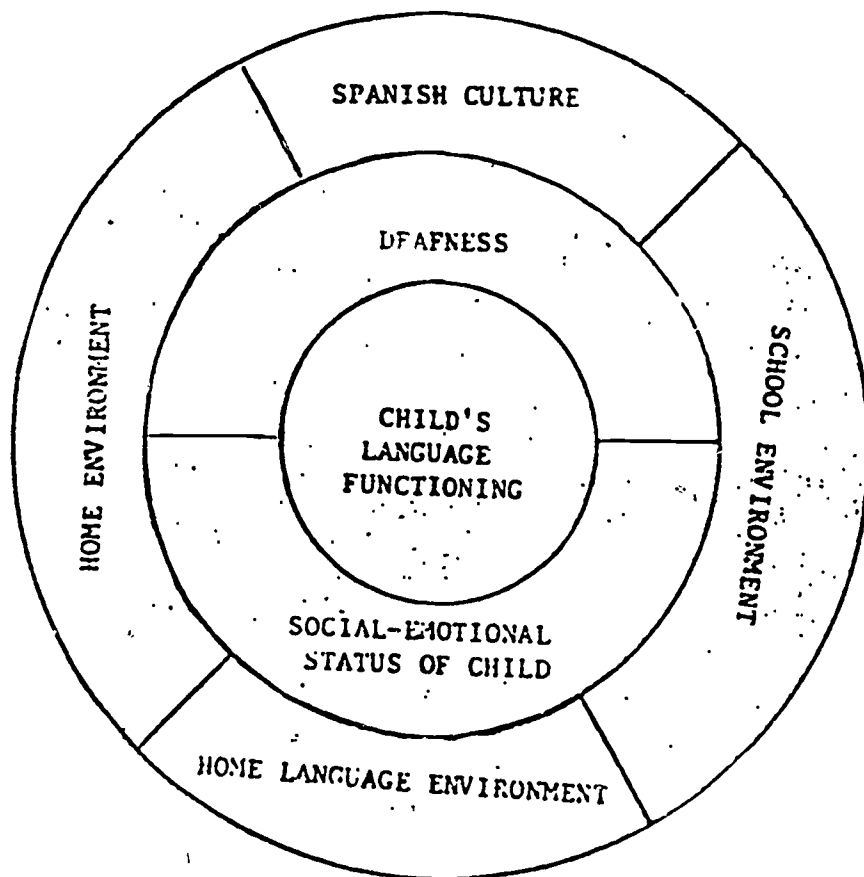 SPANISH CULTURE
DEAFNESS
CHILD'S
LANGUAGE
FUNCTIONING
SOCIAL-EMOTIONAL
STATUS OF CHILD
HOME ENVIRONMENT
SCHOOL ENVIRONMENT
HOME LANGUAGE ENVIRONMENT